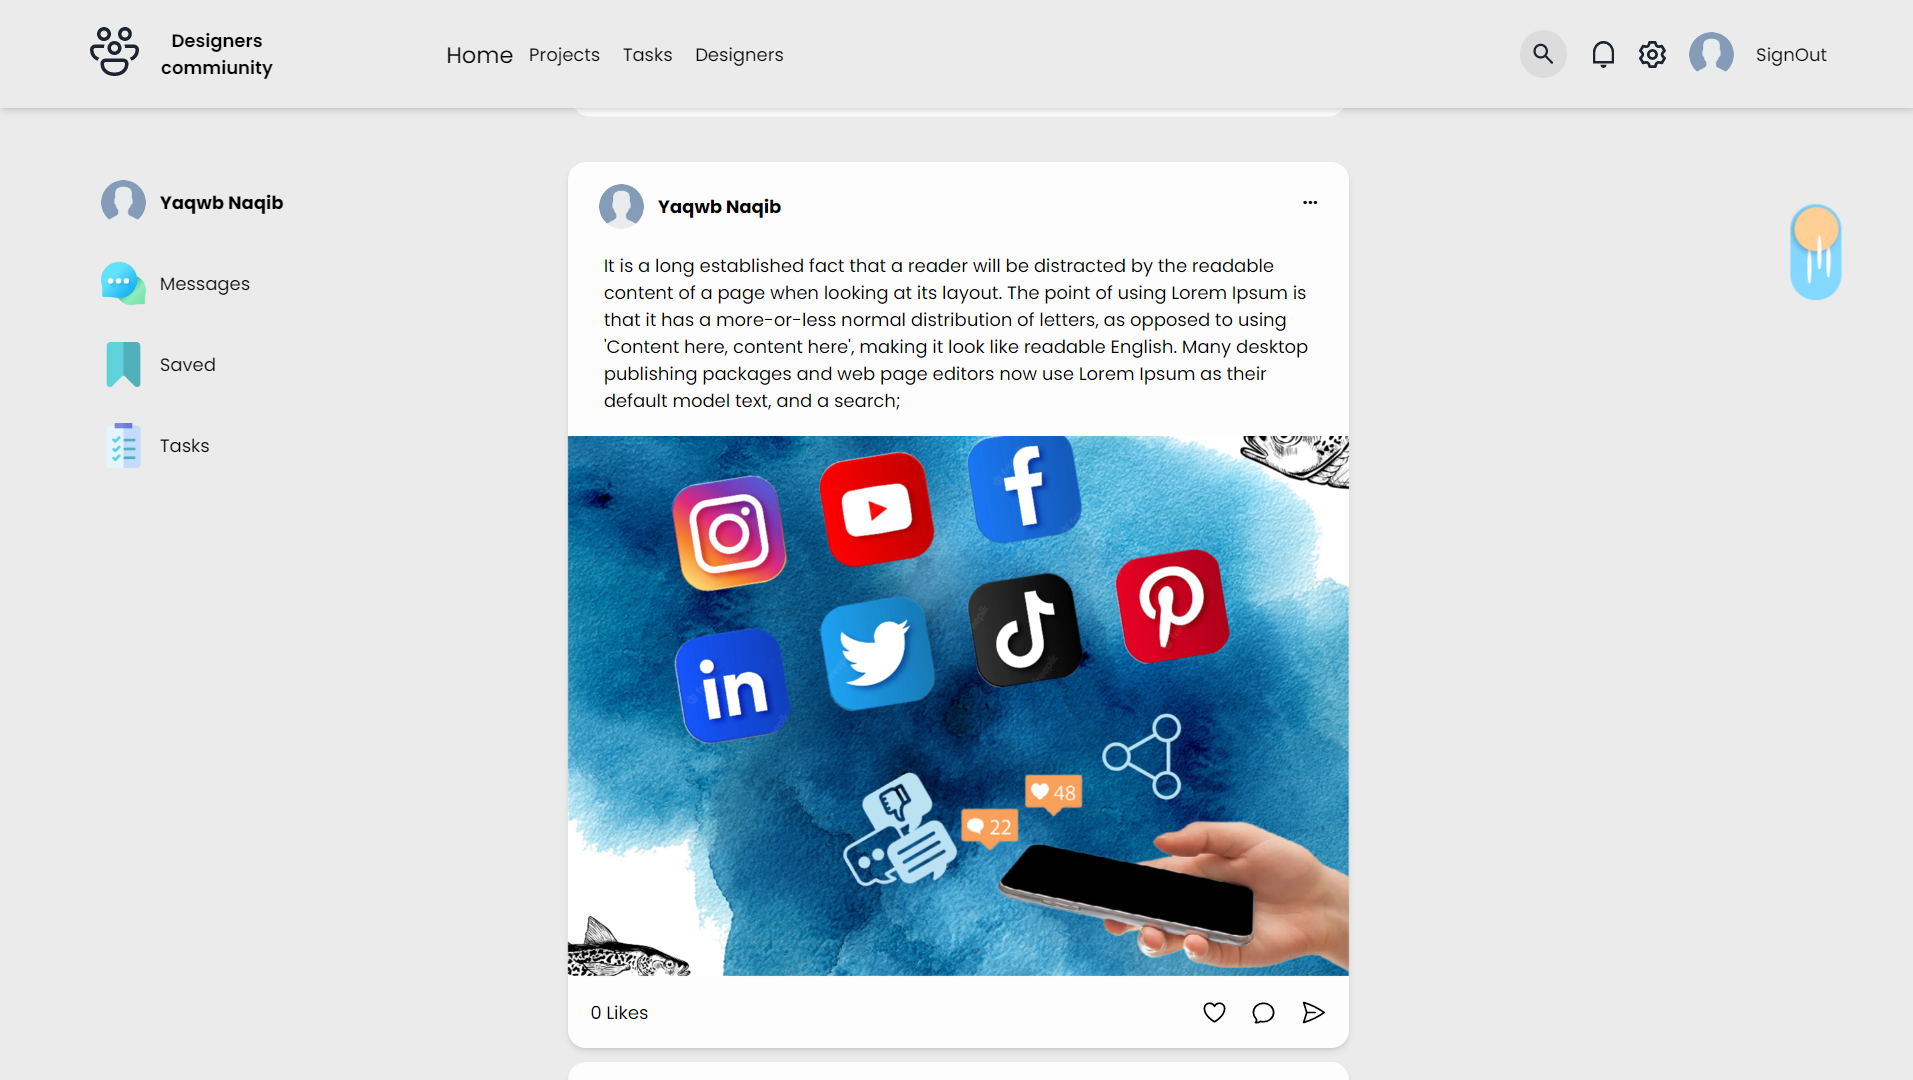 Designers
commiunity
Home Projects Tasks Designers
SignOut
Yaqwb Naqib
Messages
Saved
Tasks
Yaqwb Naqib
It is a long established fact that a reader will be distracted by the readable
content of a page when looking at its layout. The point of using Lorem Ipsum is
that it has a more-or-less normal distribution of letters, as opposed to using
'Content here, content here', making it look like readable English. Many desktop
publishing packages and web page editors now use Lorem Ipsum as their
default model text, and a search;
in
48
22
0 Likes